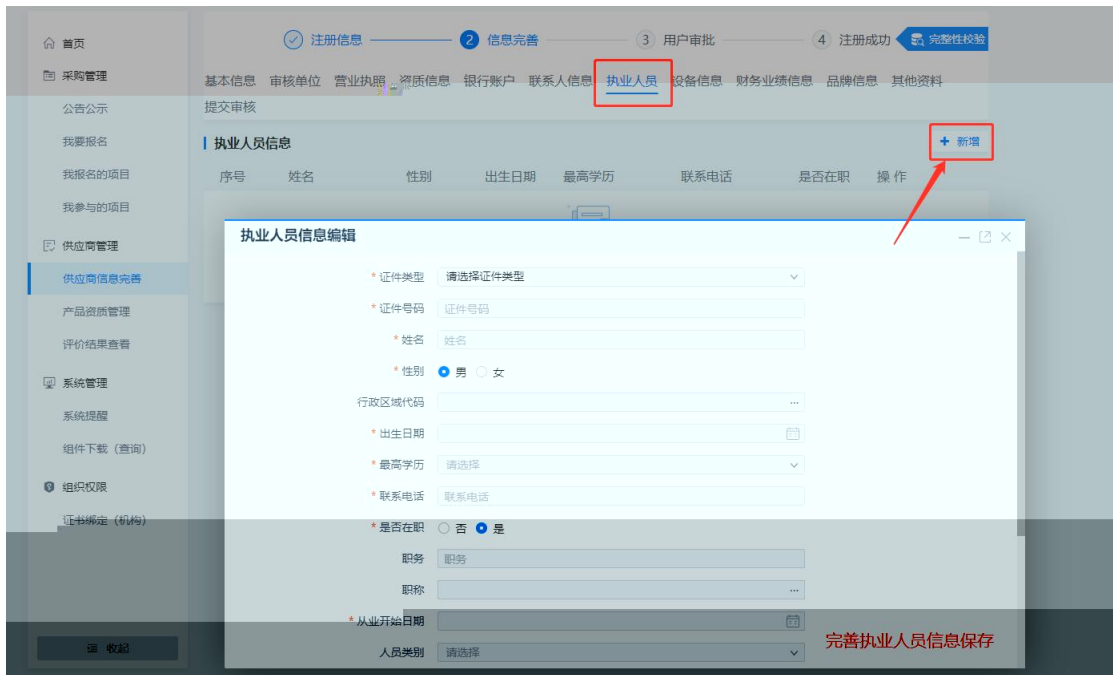 首页
采购管理
公告公示
我要报名
我报名的项目
我参与的项目
供应商管理
供应商信息完善
产品资质管理
评价结果查看
系统管理
系统提醒
组件下载（查询）
组织权限
证书绑定（机构）
收起
注册信息 2 信息完善 3 用户审批 4 注册成功 完整性校验
基本信息 审核单位 营业执照 资质信息 银行账户 联系人信息 执业人员 设备信息 财务业绩信息 品牌信息 其他资料
提交审核
执业人员信息 + 新增
序号 姓名 性别 出生日期 最高学历 联系电话 是否在职 操作
执业人员信息编辑
* 证件类型 请选择证件类型
* 证件号码 证件号码
* 姓名 姓名
* 性别 男 女
行政区域代码 ...
* 出生日期
* 最高学历 请选择
* 联系电话 联系电话
* 是否在职 否 是
职务 职务
职称 ...
* 从业开始日期
人员类别 请选择
完善执业人员信息保存